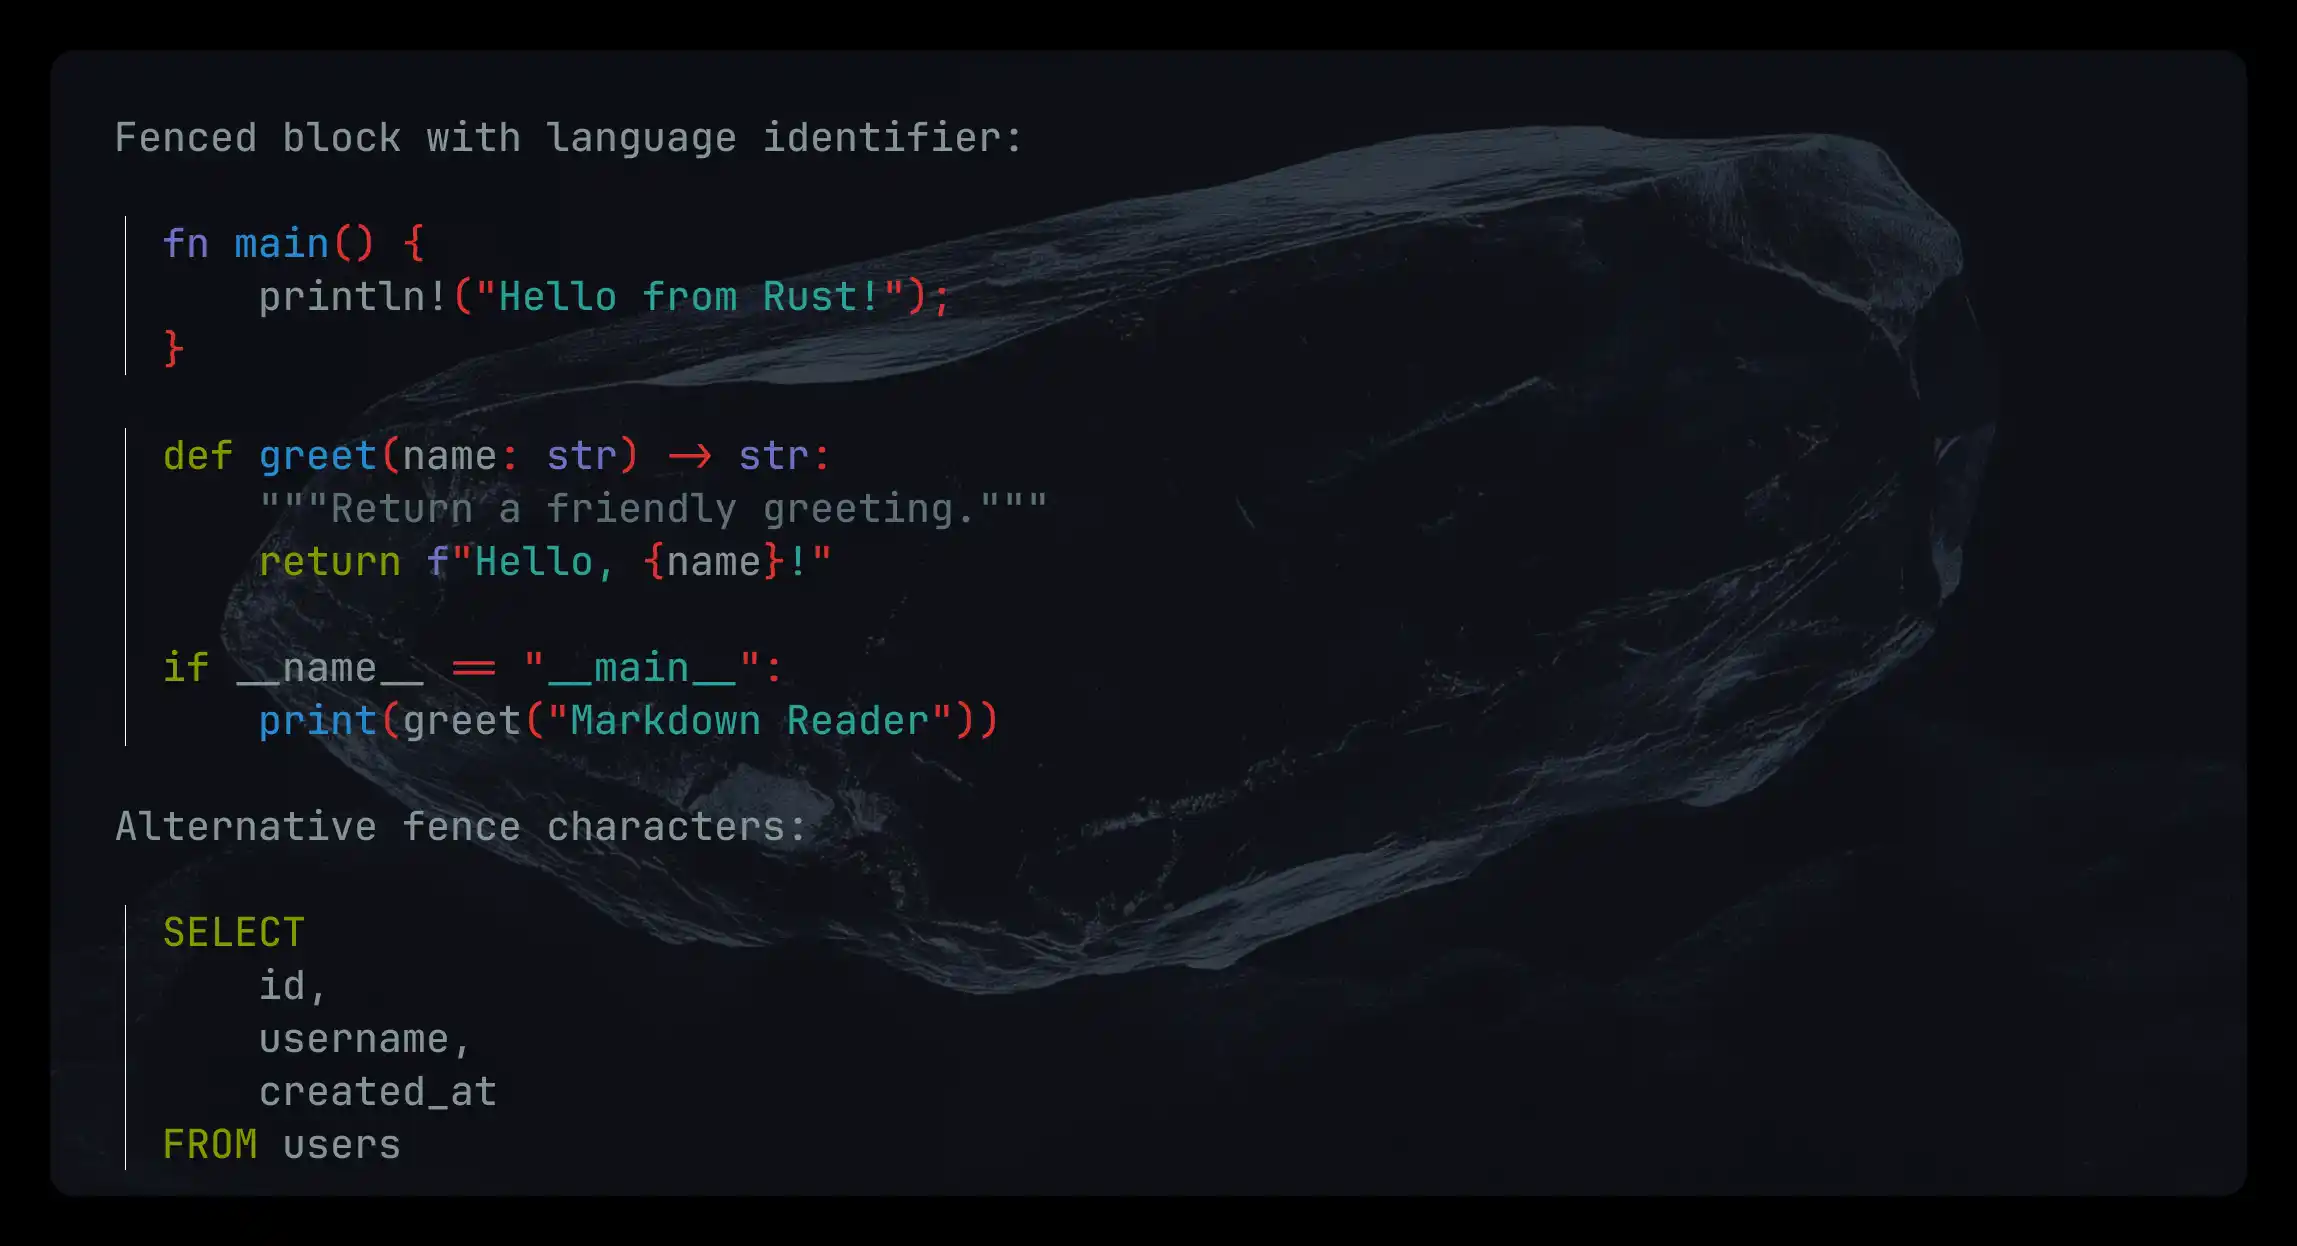 Fenced block with language identifier:
fn main() {
    println!("Hello from Rust!");
}
def greet(name: str) -> str:
    """Return a friendly greeting."""
    return f"Hello, {name}!"
if __name__ == "__main__":
    print(greet("Markdown Reader"))
Alternative fence characters:
SELECT
    id,
    username,
    created_at
FROM users